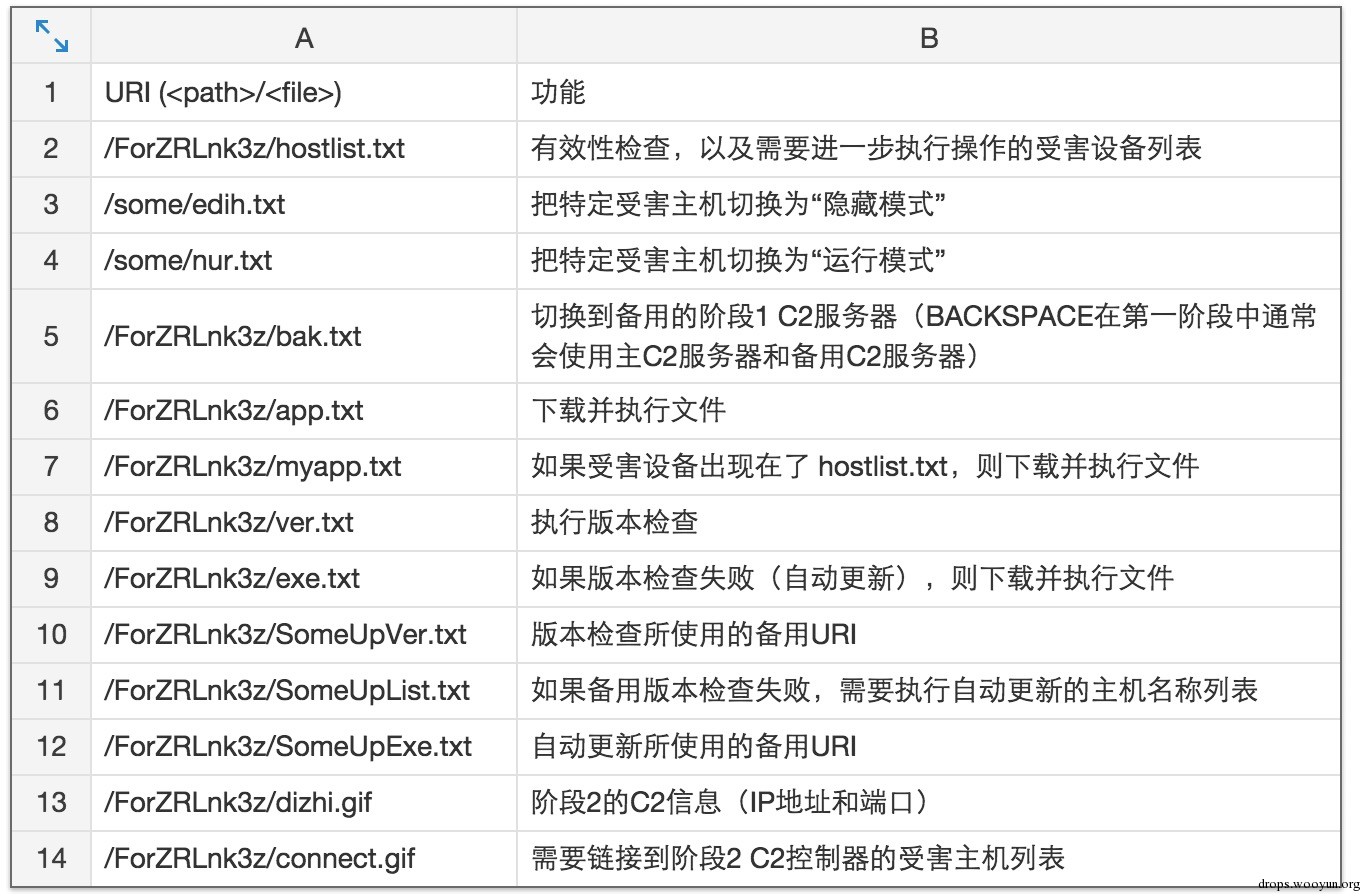 A B
1 URI (<path>/<file>) 功能
2 /ForZRLnk3z/hostlist.txt 有效性检查，以及需要进一步执行操作的受害设备列表
3 /some/edih.txt 把特定受害主机切换为“隐藏模式”
4 /some/nur.txt 把特定受害主机切换为“运行模式”
5 /ForZRLnk3z/bak.txt 切换到备用的阶段1 C2服务器（BACKSPACE在第一阶段中通常
会使用主C2服务器和备用C2服务器）
6 /ForZRLnk3z/app.txt 下载并执行文件
7 /ForZRLnk3z/myapp.txt 如果受害设备出现在了 hostlist.txt，则下载并执行文件
8 /ForZRLnk3z/ver.txt 执行版本检查
9 /ForZRLnk3z/exe.txt 如果版本检查失败（自动更新），则下载并执行文件
10 /ForZRLnk3z/SomeUpVer.txt 版本检查所使用的备用URI
11 /ForZRLnk3z/SomeUpList.txt 如果备用版本检查失败，需要执行自动更新的主机名称列表
12 /ForZRLnk3z/SomeUpExe.txt 自动更新所使用的备用URI
13 /ForZRLnk3z/dizhi.gif 阶段2的C2信息（IP地址和端口）
14 /ForZRLnk3z/connect.gif 需要链接到阶段2 C2控制器的受害主机列表
drops.wooyun.org